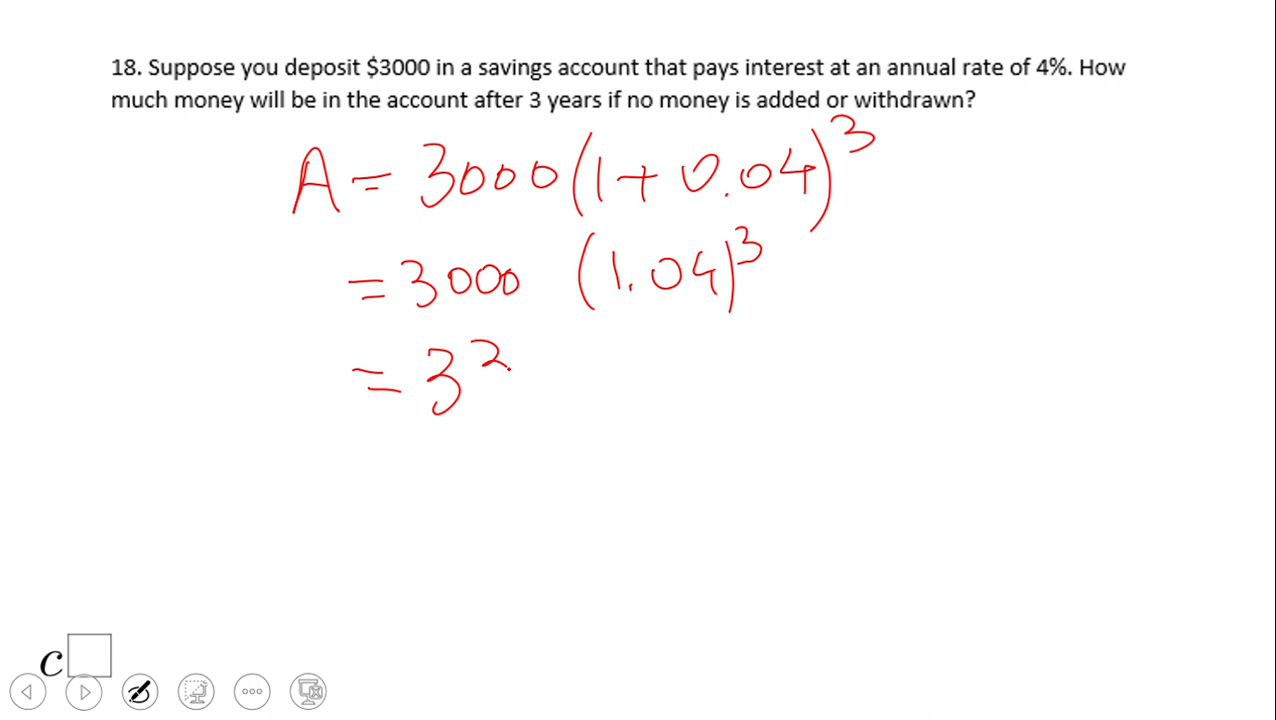 18. Suppose you deposit $3000 in a savings account that pays interest at an annual rate of 4%. How
much money will be in the account after 3 years if no money is added or withdrawn?
A = 3000(1 + 0.04)³
= 3000 (1.04)³
= 32
c